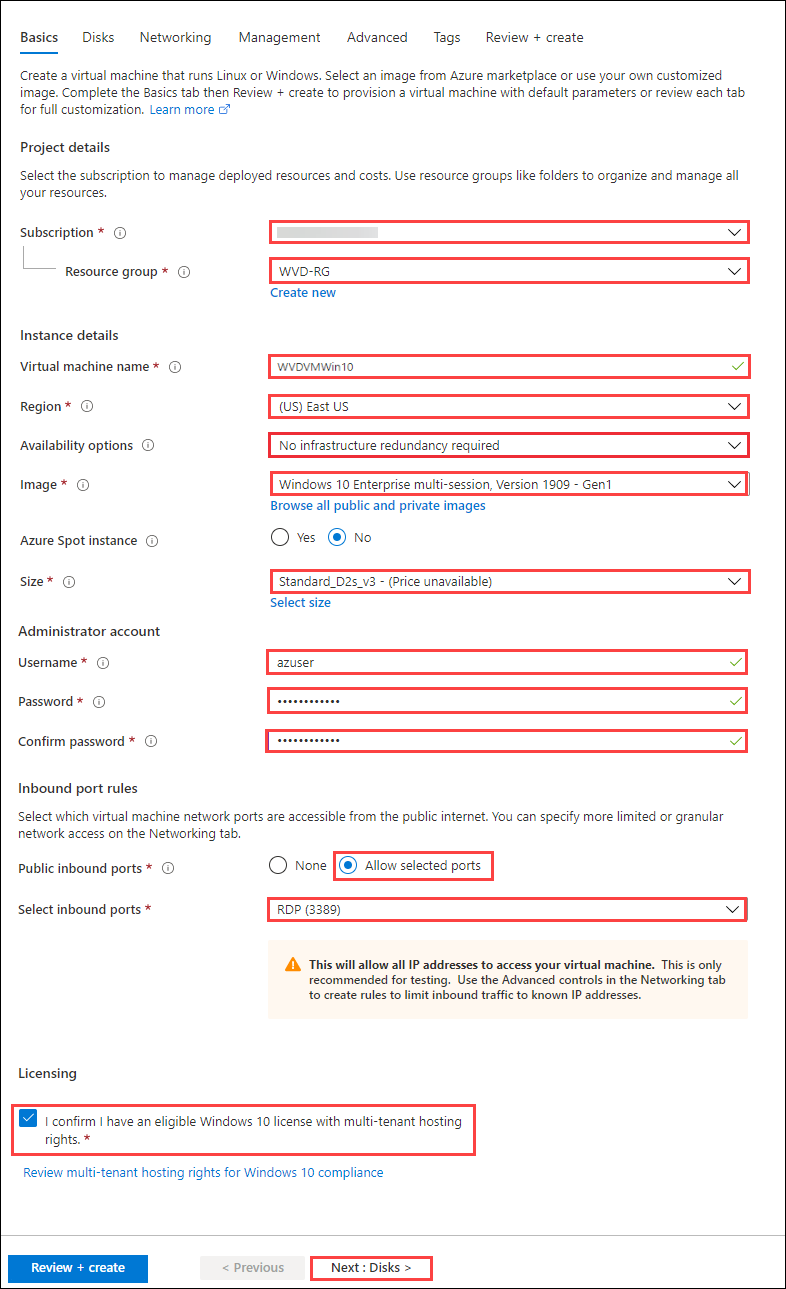 Basics Disks Networking Management Advanced Tags Review + create
Create a virtual machine that runs Linux or Windows. Select an image from Azure marketplace or use your own customized
image. Complete the Basics tab then Review + create to provision a virtual machine with default parameters or review each tab
for full customization. Learn more
Project details
Select the subscription to manage deployed resources and costs. Use resource groups like folders to organize and manage all
your resources.
Subscription *
Resource group * WVD-RG
Create new
Instance details
Virtual machine name * WVDVMWin10
Region * (US) East US
Availability options No infrastructure redundancy required
Image * Windows 10 Enterprise multi-session, Version 1909 - Gen1
Browse all public and private images
Azure Spot instance Yes No
Size * Standard_D2s_v3 - (Price unavailable)
Select size
Administrator account
Username * azuser
Password * ••••••••••••
Confirm password * ••••••••••••
Inbound port rules
Select which virtual machine network ports are accessible from the public internet. You can specify more limited or granular
network access on the Networking tab.
Public inbound ports * None Allow selected ports
Select inbound ports * RDP (3389)
This will allow all IP addresses to access your virtual machine. This is only
recommended for testing. Use the Advanced controls in the Networking tab
to create rules to limit inbound traffic to known IP addresses.
Licensing
I confirm I have an eligible Windows 10 license with multi-tenant hosting
rights. *
Review multi-tenant hosting rights for Windows 10 compliance
Review + create < Previous Next : Disks >